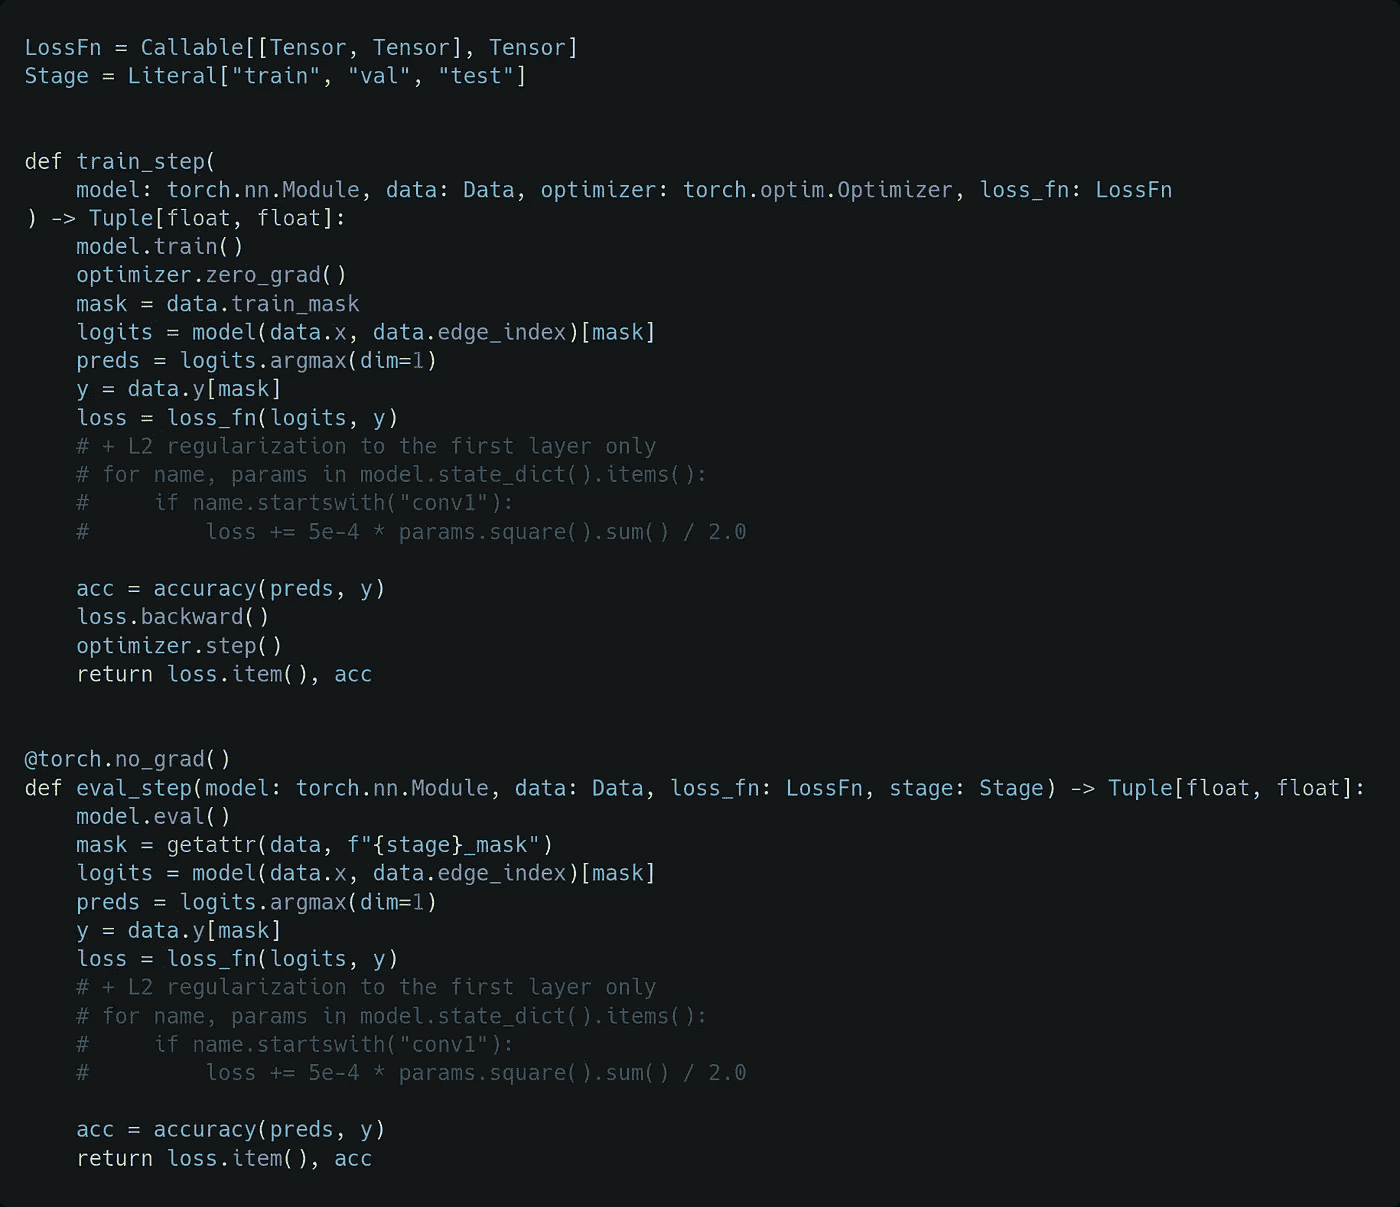 LossFn = Callable[[Tensor, Tensor], Tensor]
Stage = Literal["train", "val", "test"]


def train_step(
    model: torch.nn.Module, data: Data, optimizer: torch.optim.Optimizer, loss_fn: LossFn
) -> Tuple[float, float]:
    model.train()
    optimizer.zero_grad()
    mask = data.train_mask
    logits = model(data.x, data.edge_index)[mask]
    preds = logits.argmax(dim=1)
    y = data.y[mask]
    loss = loss_fn(logits, y)
    # + L2 regularization to the first layer only
    # for name, params in model.state_dict().items():
    #     if name.startswith("conv1"):
    #         loss += 5e-4 * params.square().sum() / 2.0

    acc = accuracy(preds, y)
    loss.backward()
    optimizer.step()
    return loss.item(), acc


@torch.no_grad()
def eval_step(model: torch.nn.Module, data: Data, loss_fn: LossFn, stage: Stage) -> Tuple[float, float]:
    model.eval()
    mask = getattr(data, f"{stage}_mask")
    logits = model(data.x, data.edge_index)[mask]
    preds = logits.argmax(dim=1)
    y = data.y[mask]
    loss = loss_fn(logits, y)
    # + L2 regularization to the first layer only
    # for name, params in model.state_dict().items():
    #     if name.startswith("conv1"):
    #         loss += 5e-4 * params.square().sum() / 2.0

    acc = accuracy(preds, y)
    return loss.item(), acc